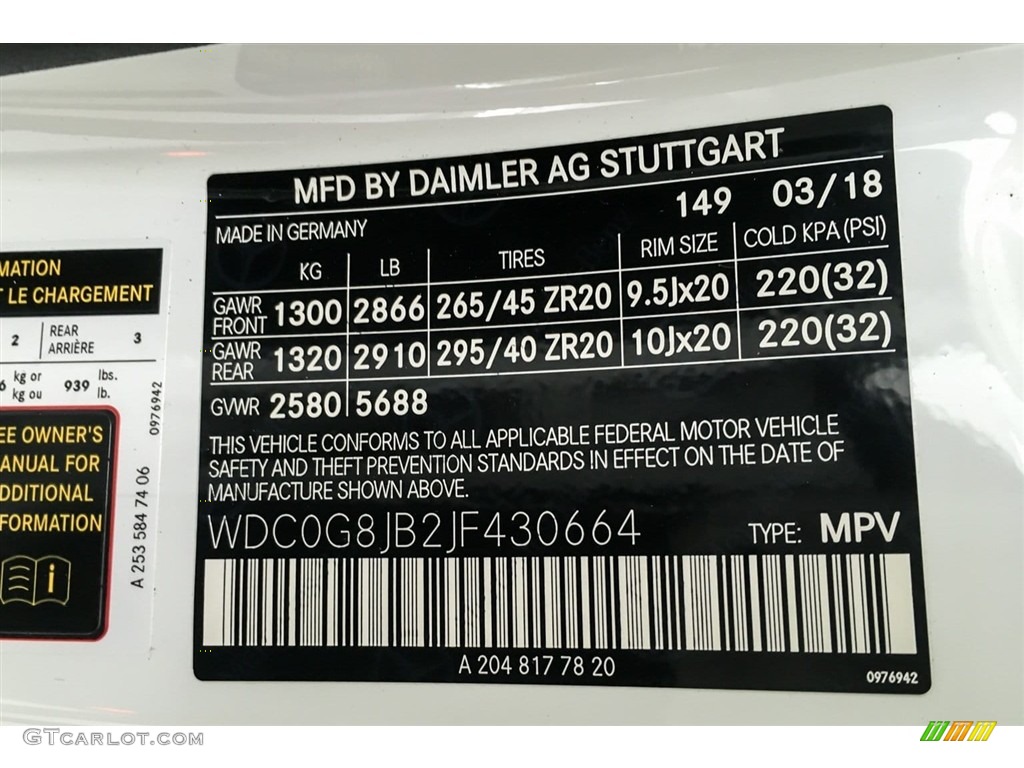 MFD BY DAIMLER AG STUTTGART
MADE IN GERMANY 149 03/18
KG LB TIRES RIM SIZE COLD KPA (PSI)
GAWR FRONT 1300 2866 265/45 ZR20 9.5Jx20 220(32)
GAWR REAR 1320 2910 295/40 ZR20 10Jx20 220(32)
GVWR 2580 5688
THIS VEHICLE CONFORMS TO ALL APPLICABLE FEDERAL MOTOR VEHICLE
SAFETY AND THEFT PREVENTION STANDARDS IN EFFECT ON THE DATE OF
MANUFACTURE SHOWN ABOVE.
WDC0G8JB2JF430664 TYPE: MPV
A 204 817 78 20
0976942
MATION
T LE CHARGEMENT
2 REAR ARRIÈRE 3
6 kg or kg ou 939 lbs. lb.
EE OWNER'S
ANUAL FOR
DDITIONAL
FORMATION
i
0976942
A 253 584 74 06
GTCARLOT.COM